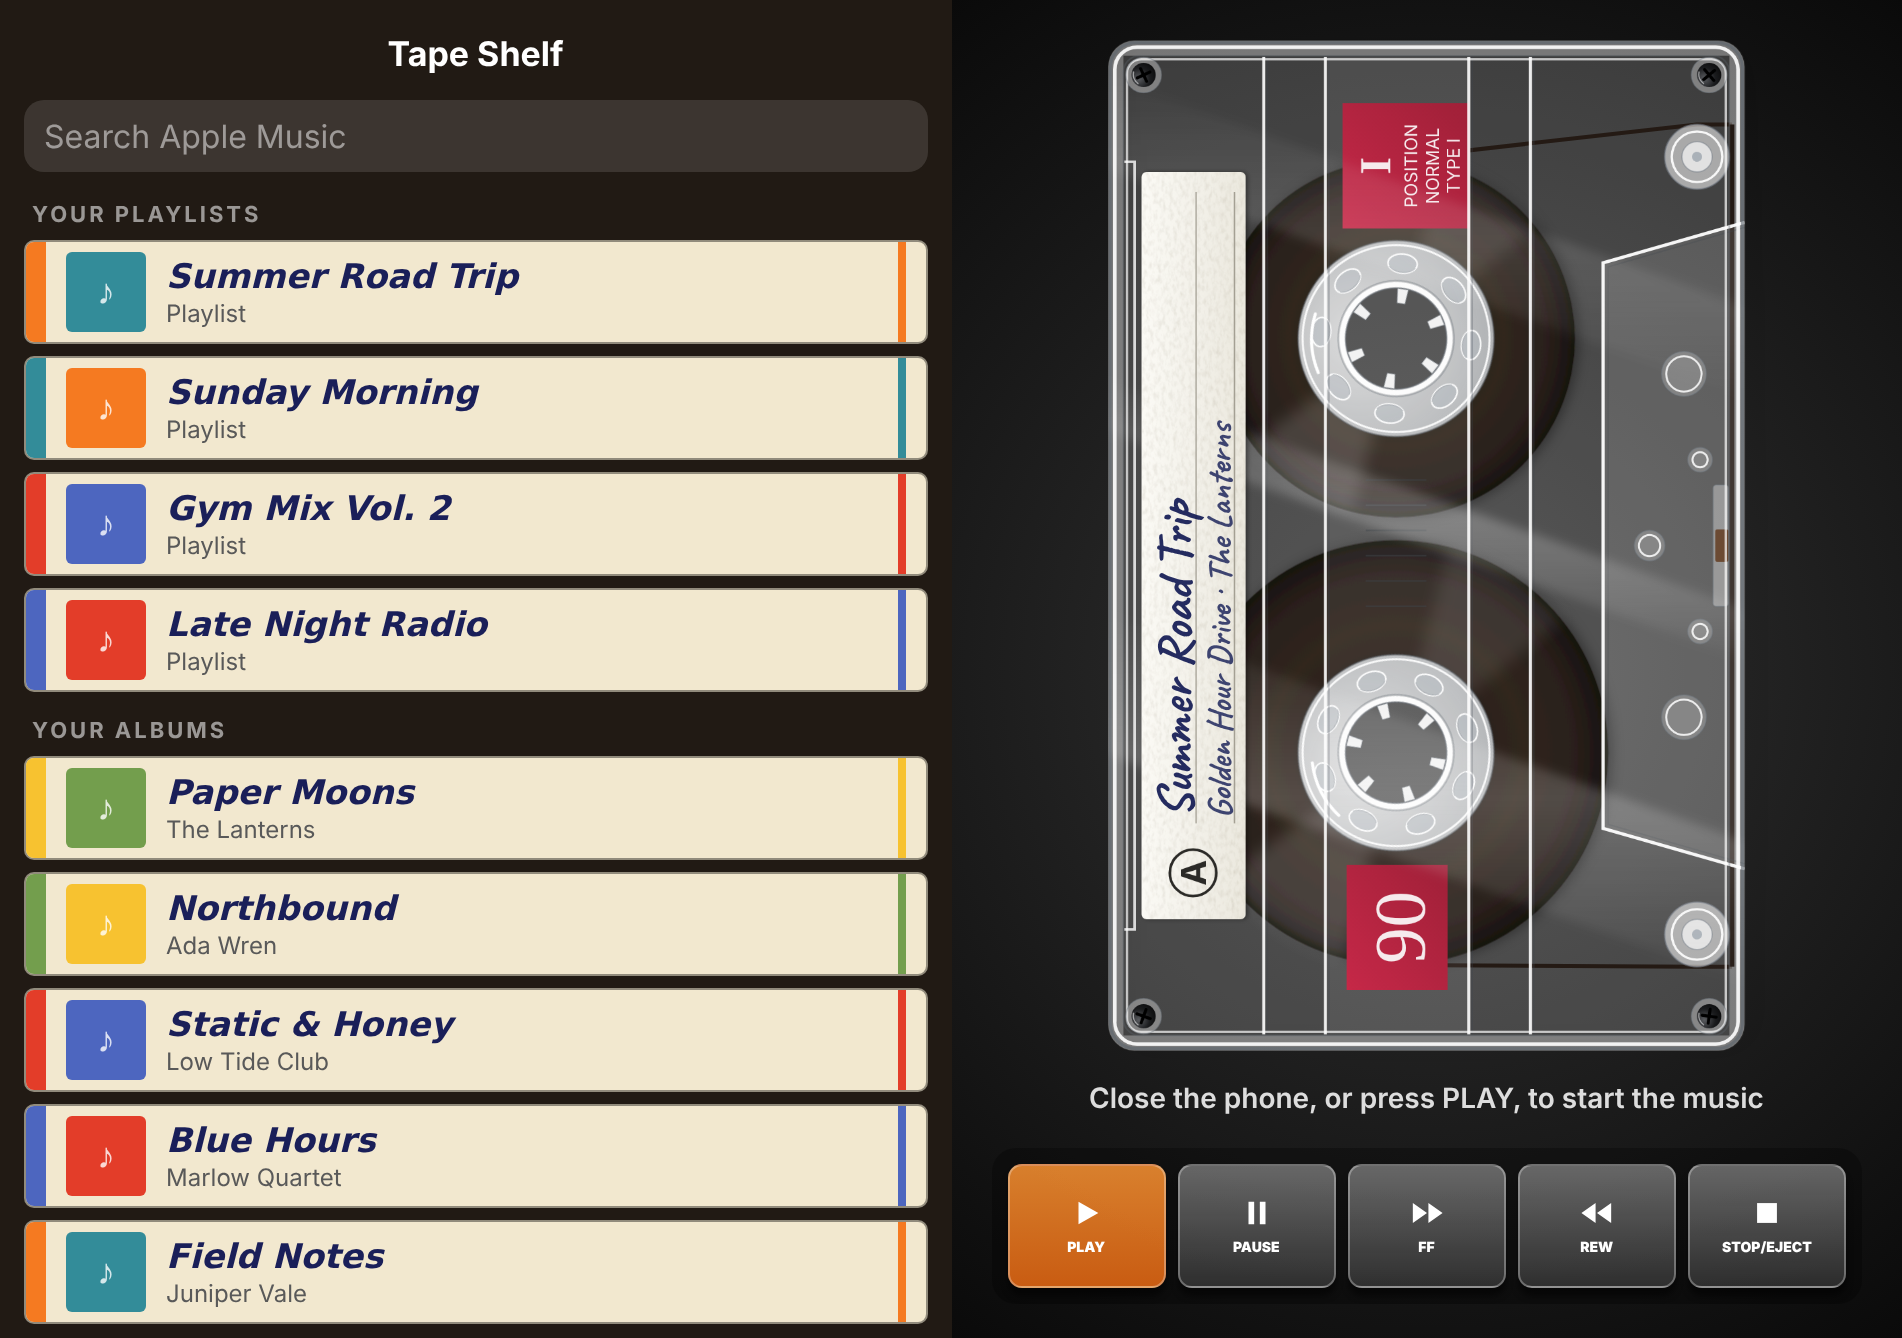 Tape Shelf
Search Apple Music
YOUR PLAYLISTS
Summer Road Trip
Playlist
Sunday Morning
Playlist
Gym Mix Vol. 2
Playlist
Late Night Radio
Playlist
YOUR ALBUMS
Paper Moons
The Lanterns
Northbound
Ada Wren
Static & Honey
Low Tide Club
Blue Hours
Marlow Quartet
Field Notes
Juniper Vale
A
Summer Road Trip
Golden Hour Drive · The Lanterns
I
POSITION
NORMAL
TYPE I
90
Close the phone, or press PLAY, to start the music
PLAY
PAUSE
FF
REW
STOP/EJECT